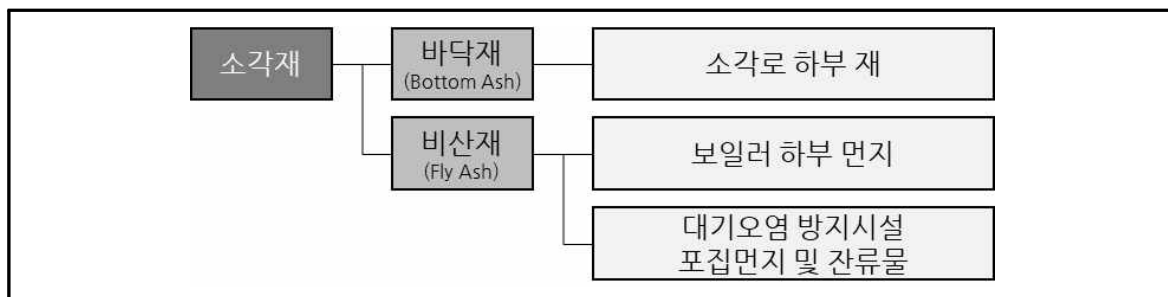 소각재
바닥재
(Bottom Ash)
소각로 하부 재
비산재
(Fly Ash)
보일러 하부 먼지
대기오염 방지시설
포집먼지 및 잔류물